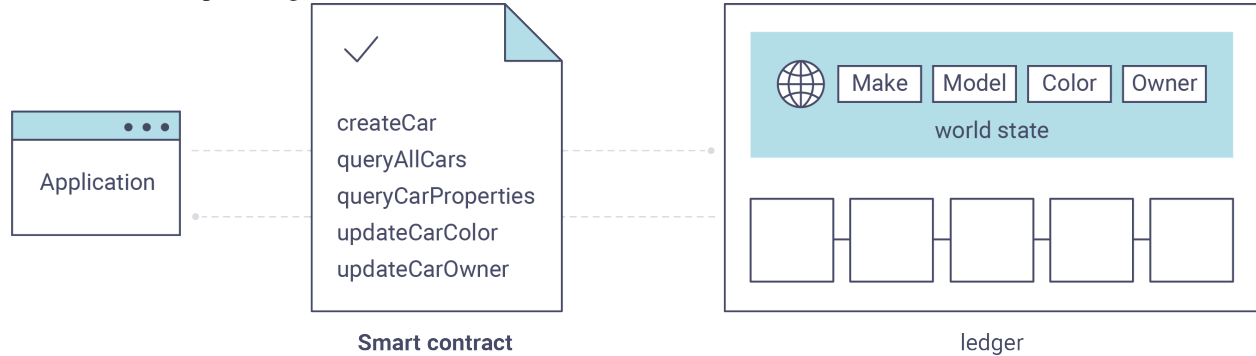 Application
createCar
queryAllCars
queryCarProperties
updateCarColor
updateCarOwner
Smart contract
Make Model Color Owner
world state
ledger